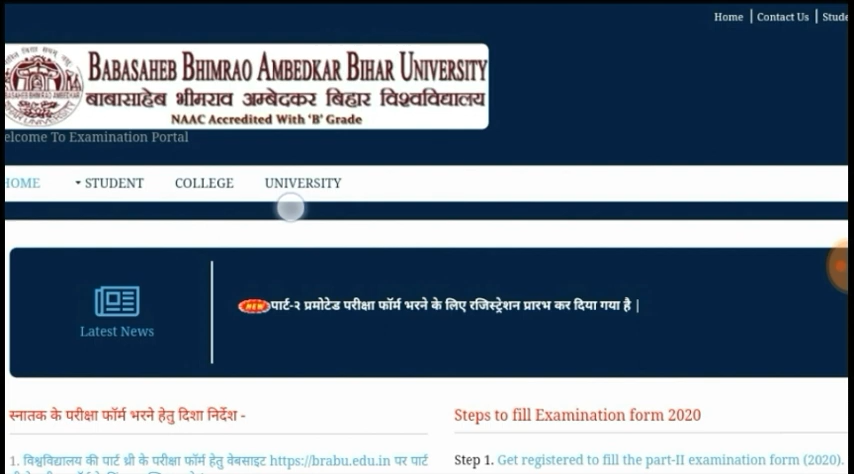 Home | Contact Us | Stude
BABASAHEB BHIMRAO AMBEDKAR BIHAR UNIVERSITY
बाबासाहेब भीमराव अम्बेदकर बिहार विश्वविद्यालय
NAAC Accredited With 'B' Grade
elcome To Examination Portal
HOME STUDENT COLLEGE UNIVERSITY
NEW पार्ट-२ प्रमोटेड परीक्षा फॉर्म भरने के लिए रजिस्ट्रेशन प्रारभ कर दिया गया है |
Latest News
स्नातक के परीक्षा फॉर्म भरने हेतु दिशा निर्देश -
1. विश्वविद्यालय की पार्ट थ्री के परीक्षा फॉर्म हेतु वेबसाइट https://brabu.edu.in पर पार्ट
Steps to fill Examination form 2020
Step 1. Get registered to fill the part-II examination form (2020).